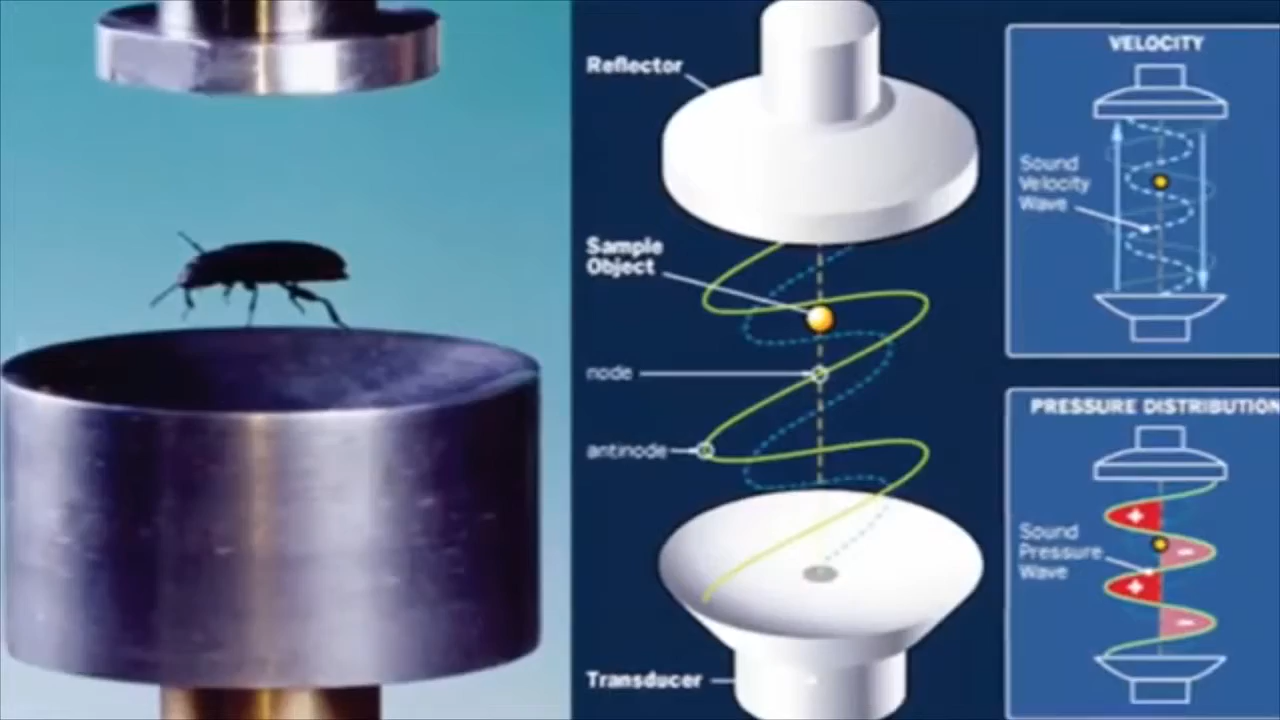 Reflector
Sample
Object
node
antinode
Transducer
VELOCITY
Sound
Velocity
Wave
PRESSURE DISTRIBUTION
+
-
Sound
Pressure
Wave
+
-